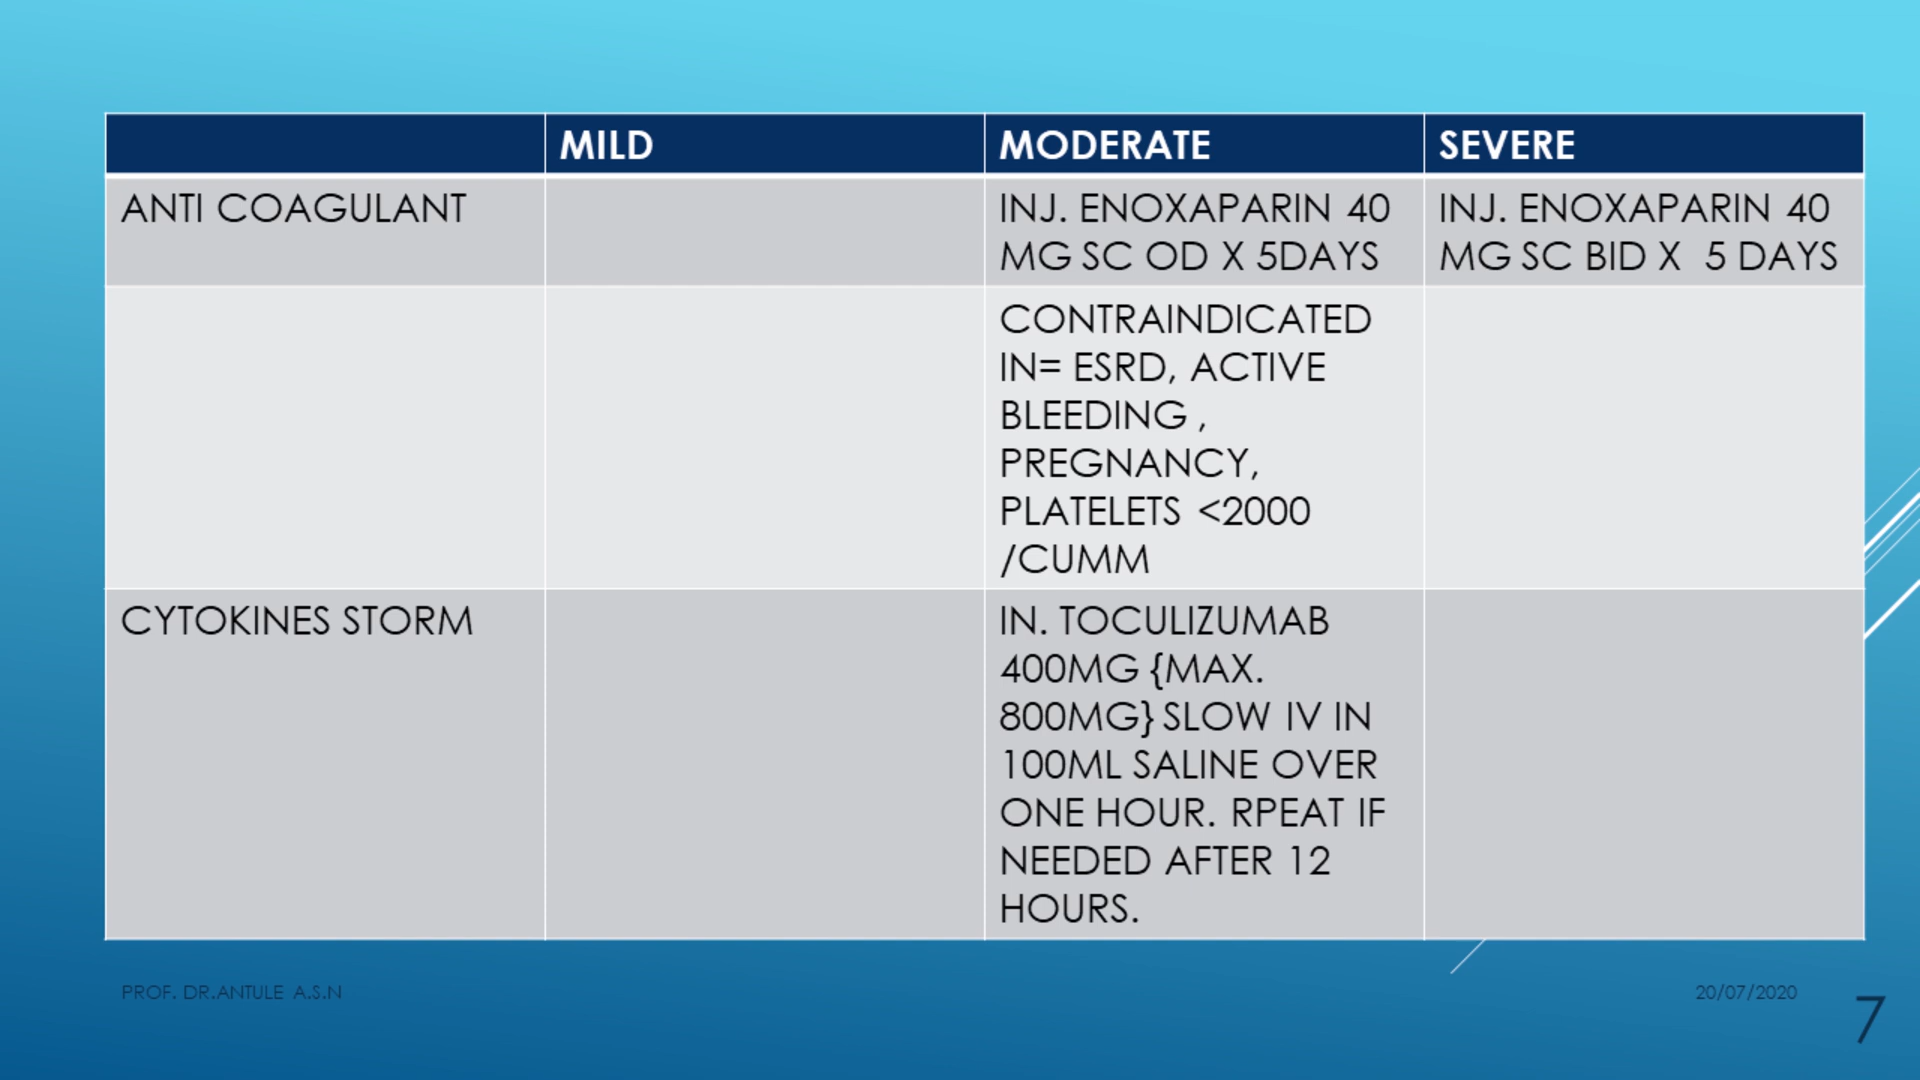 MILD MODERATE SEVERE
ANTI COAGULANT
INJ. ENOXAPARIN 40
MG SC OD X 5DAYS
INJ. ENOXAPARIN 40
MG SC BID X 5 DAYS
CONTRAINDICATED
IN= ESRD, ACTIVE
BLEEDING ,
PREGNANCY,
PLATELETS <2000
/CUMM
CYTOKINES STORM
IN. TOCULIZUMAB
400MG {MAX.
800MG} SLOW IV IN
100ML SALINE OVER
ONE HOUR. RPEAT IF
NEEDED AFTER 12
HOURS.
PROF. DR.ANTULE A.S.N
20/07/2020
7